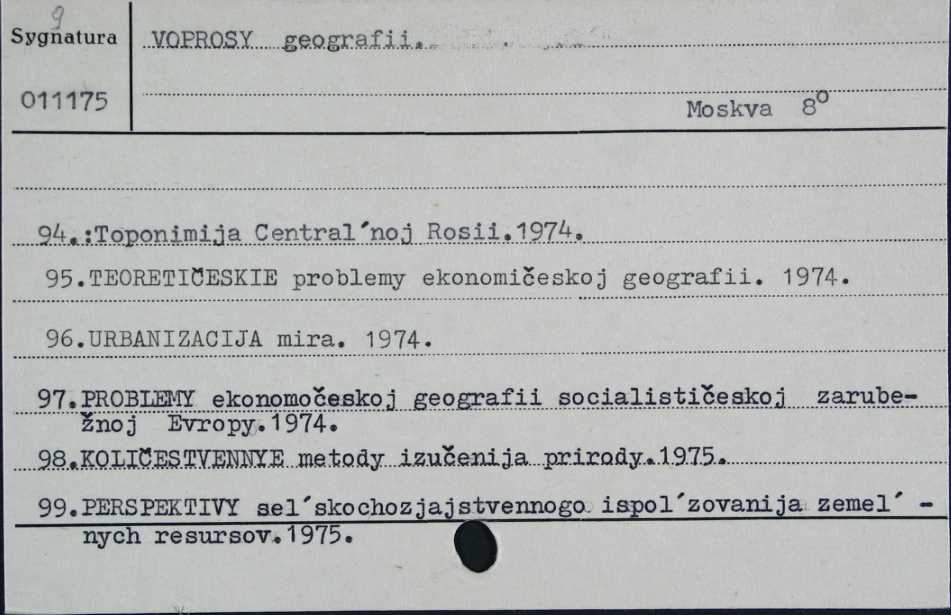 9
Sygnatura VOPROSY geografii.
011175
Moskva 8º
94.:Toponimija Central´noj Rosii.1974.
95.TEORETIČESKIE problemy ekonomičeskoj geografii. 1974.
96.URBANIZACIJA mira. 1974.
97.PROBLEMY ekonomočeskoj geografii socialističeskoj zarube-
žnoj Evropy.1974.
98.KOLIČESTVENNYE metody izučenija prirody.1975.
99.PERSPEKTIVY sel´skochozjajstvennogo ispol´zovanija zemel´-
nych resursov.1975.